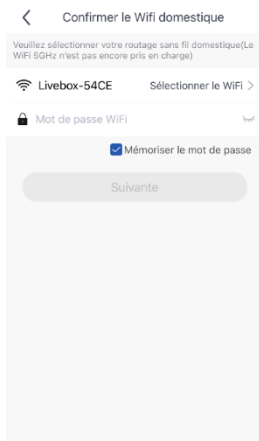 Confirmer le Wifi domestique
Veuillez sélectionner votre routage sans fil domestique(Le
WiFi 5GHz n'est pas encore pris en charge)
Livebox-54CE Sélectionner le WiFi >
Mot de passe WiFi
Mémoriser le mot de passe
Suivante